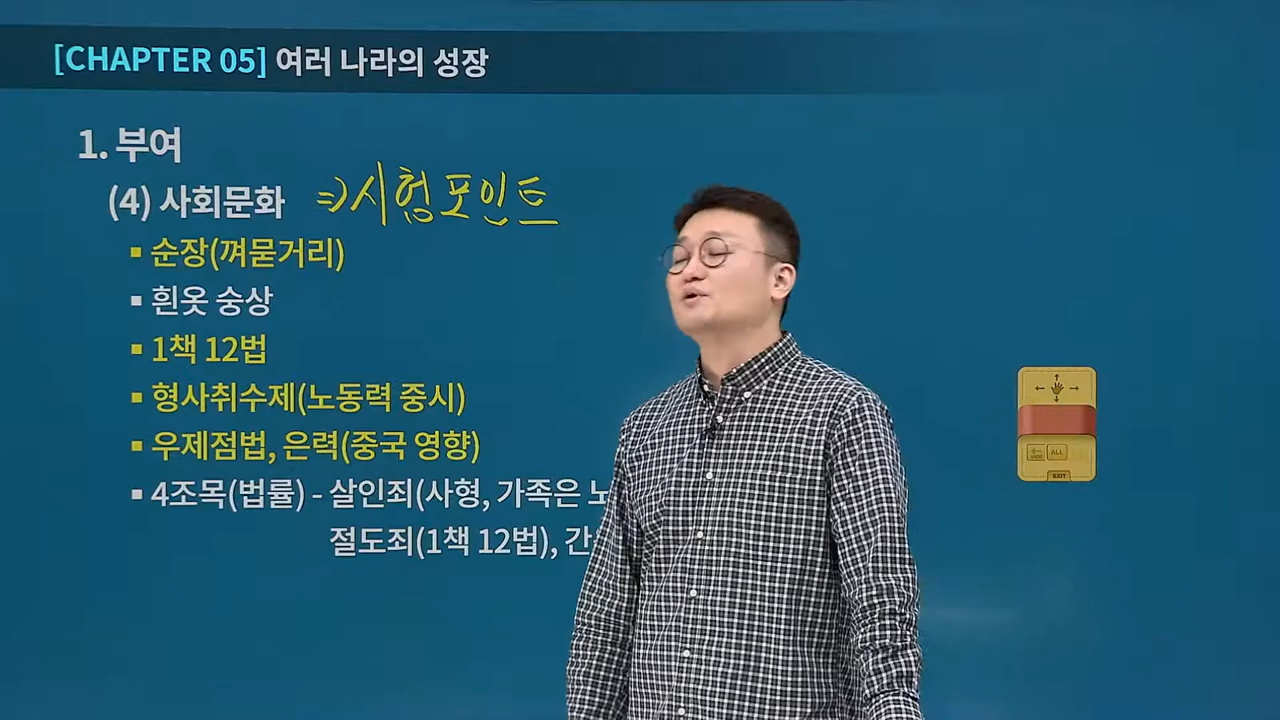 [CHAPTER 05] 여러 나라의 성장
1. 부여
(4) 사회문화 ⇒시험포인트
▪ 순장(껴묻거리)
▪ 흰옷 숭상
▪ 1책 12법
▪ 형사취수제(노동력 중시)
▪ 우제점법, 은력(중국 영향)
▪ 4조목(법률) - 살인죄(사형, 가족은 노
절도죄(1책 12법), 간
ALL
EXIT